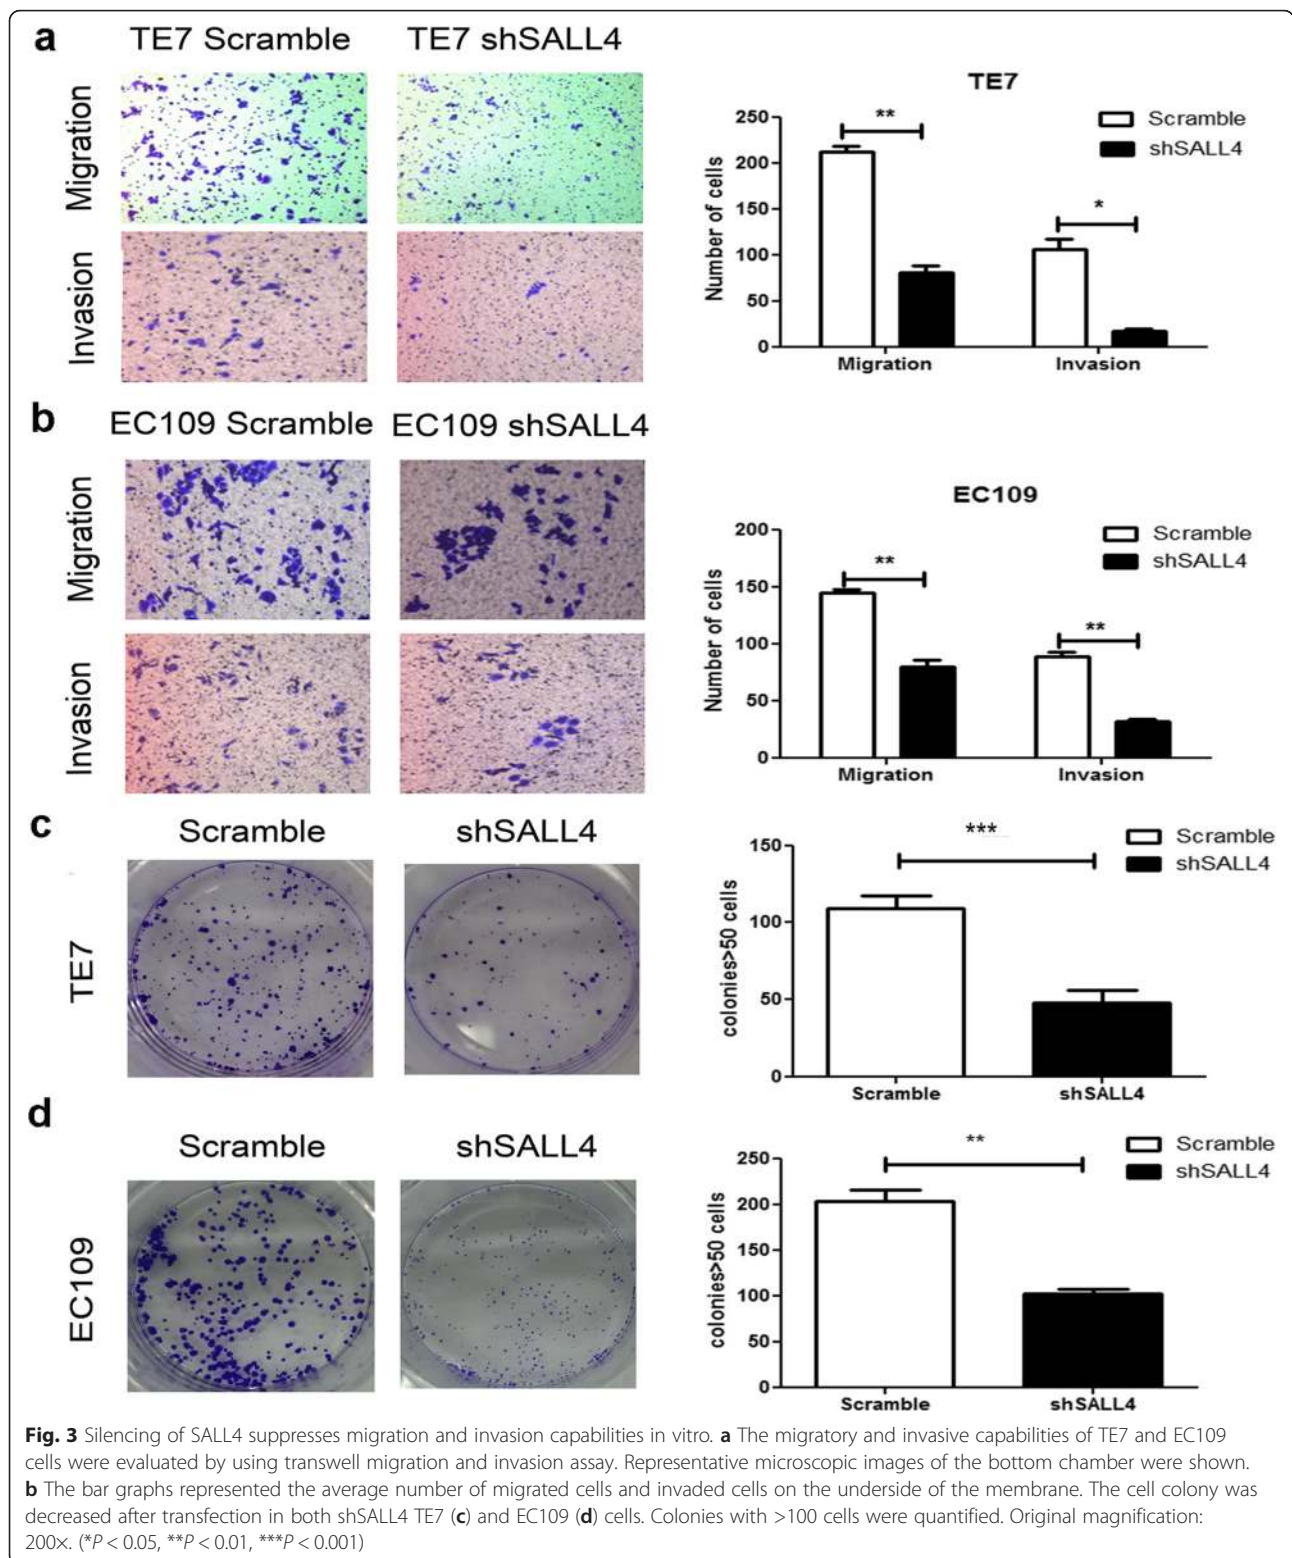 a
TE7 Scramble TE7 shSALL4
Migration
Invasion
TE7
Scramble
shSALL4
Number of cells
250
200
150
100
50
0
**
*
Migration Invasion
b
EC109 Scramble EC109 shSALL4
Migration
Invasion
EC109
Scramble
shSALL4
Number of cells
200
150
100
50
0
**
**
Migration Invasion
c
Scramble shSALL4
TE7
Scramble
shSALL4
colonies>50 cells
150
100
50
0
***
Scramble shSALL4
d
Scramble shSALL4
EC109
Scramble
shSALL4
colonies>50 cells
250
200
150
100
50
0
**
Scramble shSALL4
Fig. 3 Silencing of SALL4 suppresses migration and invasion capabilities in vitro. a The migratory and invasive capabilities of TE7 and EC109
cells were evaluated by using transwell migration and invasion assay. Representative microscopic images of the bottom chamber were shown.
b The bar graphs represented the average number of migrated cells and invaded cells on the underside of the membrane. The cell colony was
decreased after transfection in both shSALL4 TE7 (c) and EC109 (d) cells. Colonies with >100 cells were quantified. Original magnification:
200×. (*P < 0.05, **P < 0.01, ***P < 0.001)